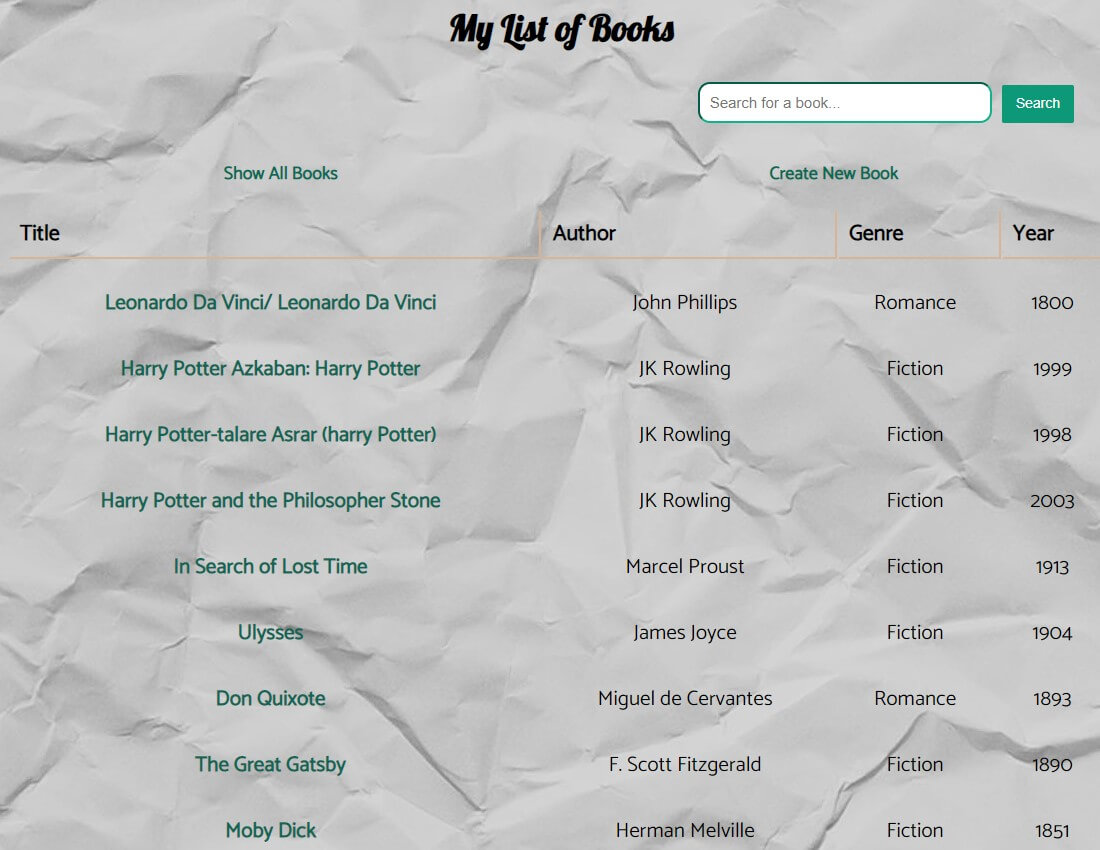 My List of Books
Search for a book...
Search
Show All Books
Create New Book
Title Author Genre Year
Leonardo Da Vinci/ Leonardo Da Vinci John Phillips Romance 1800
Harry Potter Azkaban: Harry Potter JK Rowling Fiction 1999
Harry Potter-talare Asrar (harry Potter) JK Rowling Fiction 1998
Harry Potter and the Philosopher Stone JK Rowling Fiction 2003
In Search of Lost Time Marcel Proust Fiction 1913
Ulysses James Joyce Fiction 1904
Don Quixote Miguel de Cervantes Romance 1893
The Great Gatsby F. Scott Fitzgerald Fiction 1890
Moby Dick Herman Melville Fiction 1851